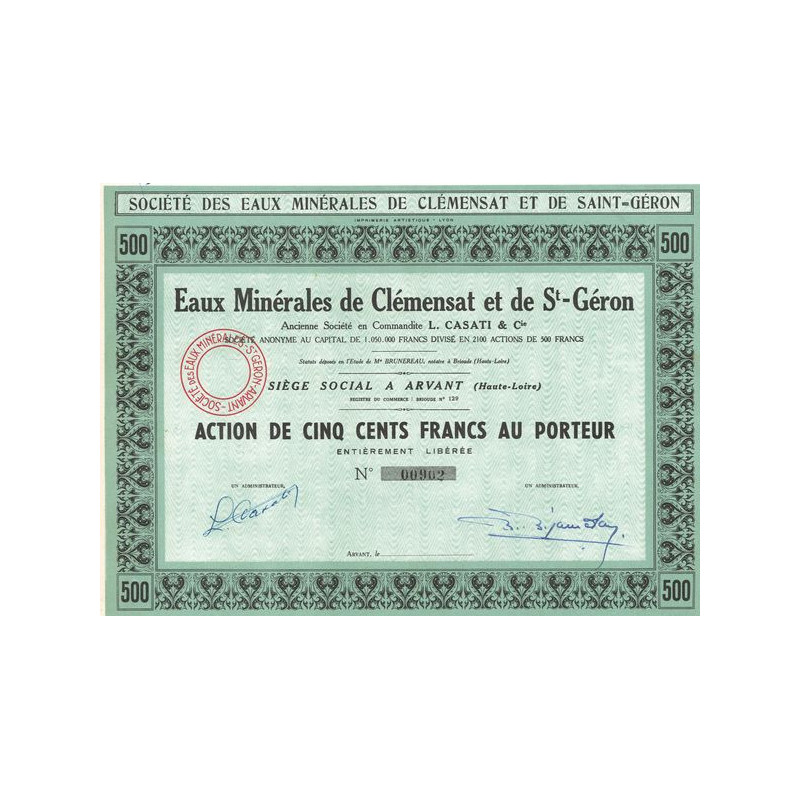 SOCIÉTÉ DES EAUX MINÉRALES DE CLÉMENSAT ET DE SAINT-GÉRON
IMPRIMERIE ARTISTIQUE - LYON
500 500
Eaux Minérales de Clémensat et de St-Géron
Ancienne Société en Commandite L. CASATI & Cie
SOCIÉTÉ ANONYME AU CAPITAL DE 1.050.000 FRANCS DIVISÉ EN 2100 ACTIONS DE 500 FRANCS
SOCIÉTÉ DES EAUX MINÉRALES-St GÉRON-ARVANT-
Statuts déposés en l'Etude de Me BRUNEREAU, notaire à Brioude (Haute-Loire)
SIÈGE SOCIAL A ARVANT (Haute-Loire)
REGISTRE DU COMMERCE : BRIOUDE N° 129
ACTION DE CINQ CENTS FRANCS AU PORTEUR
ENTIÈREMENT LIBÉRÉE
N° 00902
UN ADMINISTRATEUR, UN ADMINISTRATEUR,
L. Casati
ARVANT, le
500 500